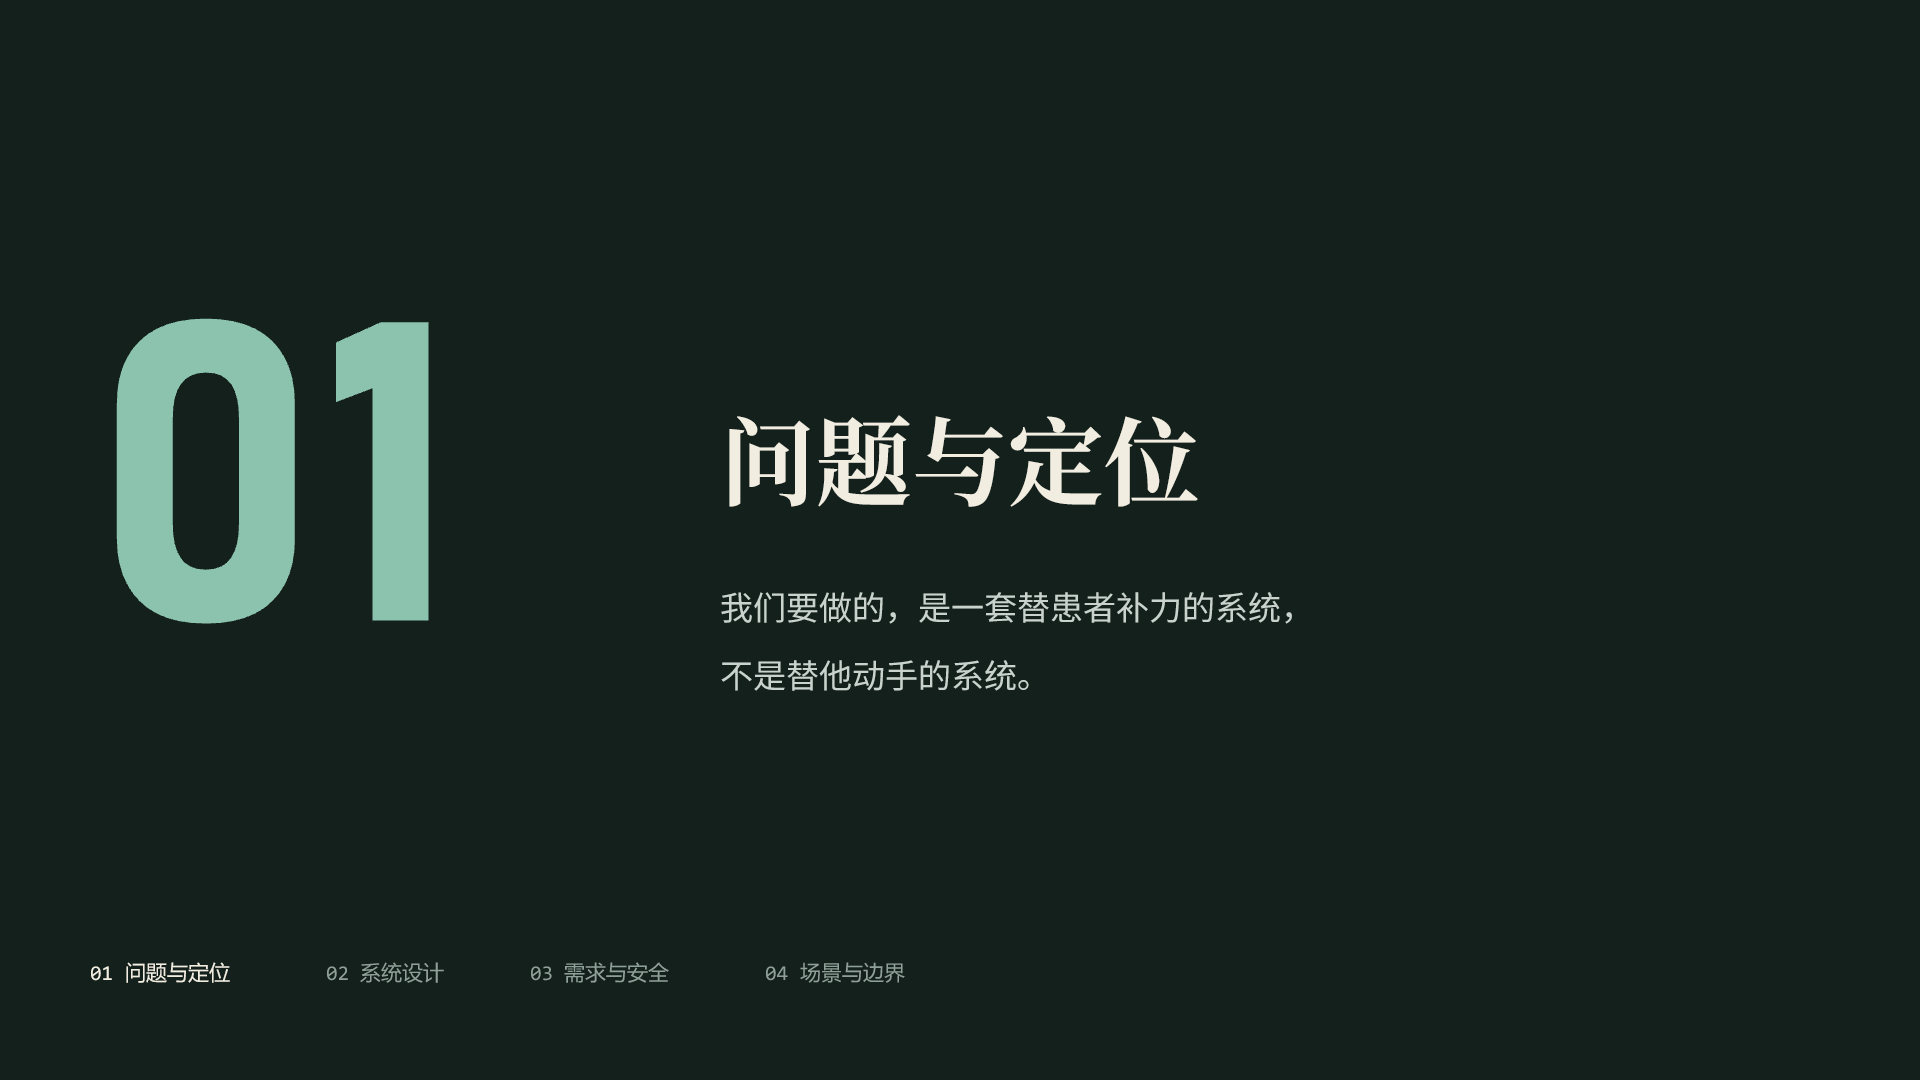 01
问题与定位
我们要做的，是一套替患者补力的系统，
不是替他动手的系统。
01 问题与定位
02 系统设计
03 需求与安全
04 场景与边界